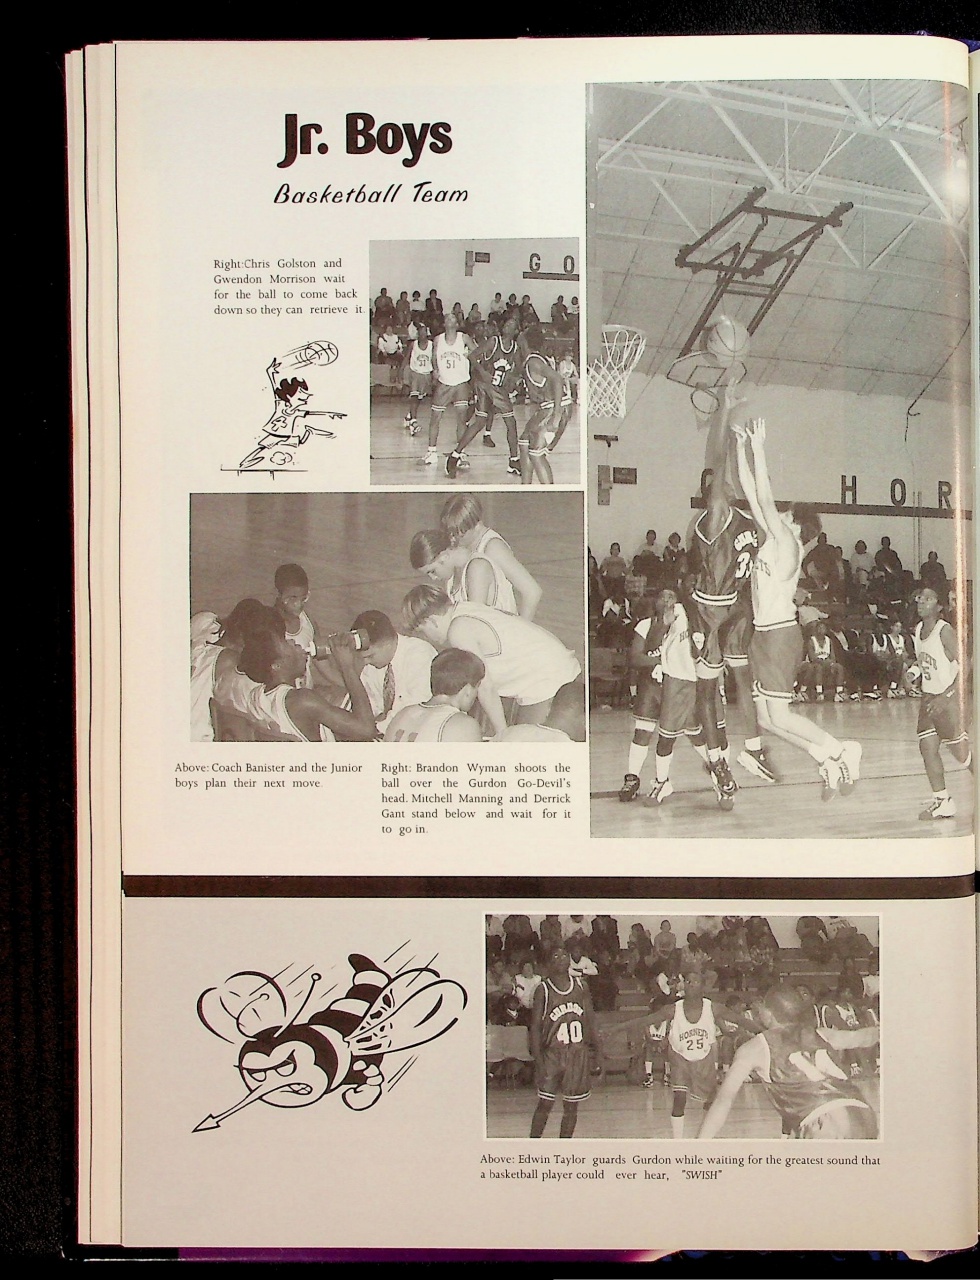 Jr. Boys
Basketball Team
Right:Chris Golston and
Gwendon Morrison wait
for the ball to come back
down so they can retrieve it.
G O
51
51
H O R
Above: Coach Banister and the Junior
boys plan their next move.
Right: Brandon Wyman shoots the
ball over the Gurdon Go-Devil's
head. Mitchell Manning and Derrick
Gant stand below and wait for it
to go in.
GURDON
40
HORNETS
25
Above: Edwin Taylor guards Gurdon while waiting for the greatest sound that
a basketball player could ever hear, "SWISH"